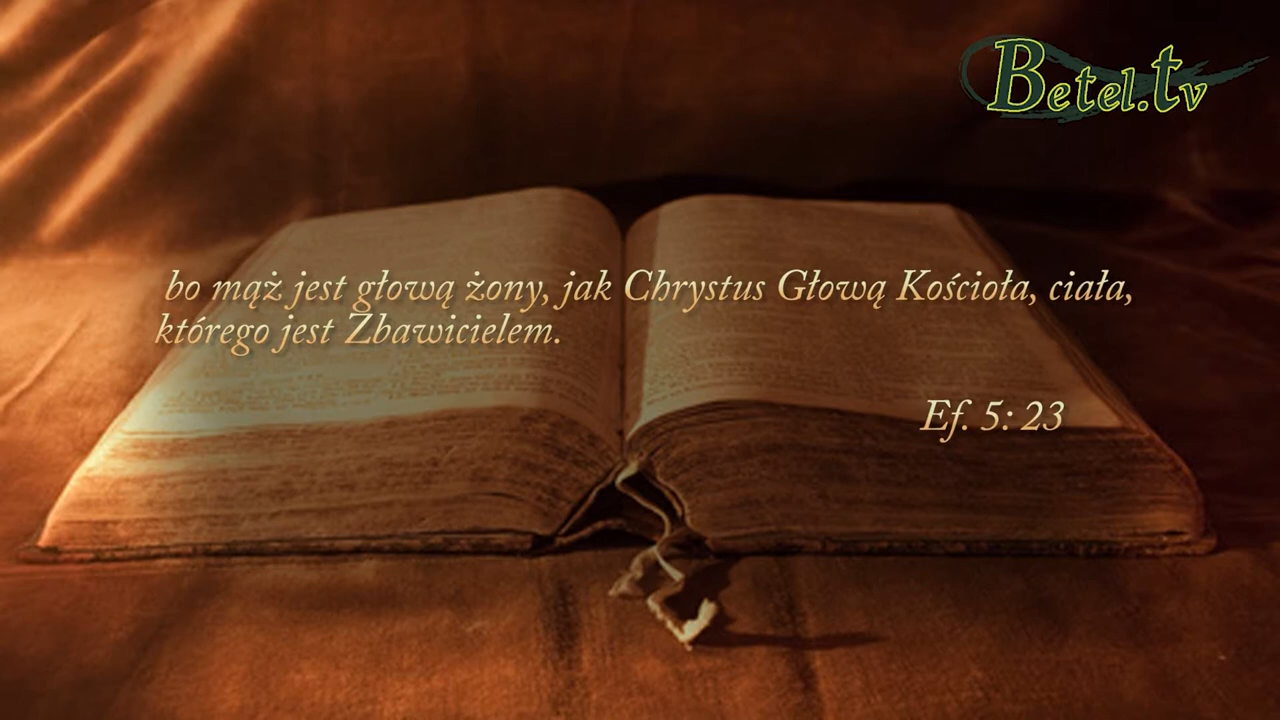 Betel.tv
bo mąż jest głową żony, jak Chrystus Głową Kościoła, ciała,
którego jest Zbawicielem.
Ef. 5: 23